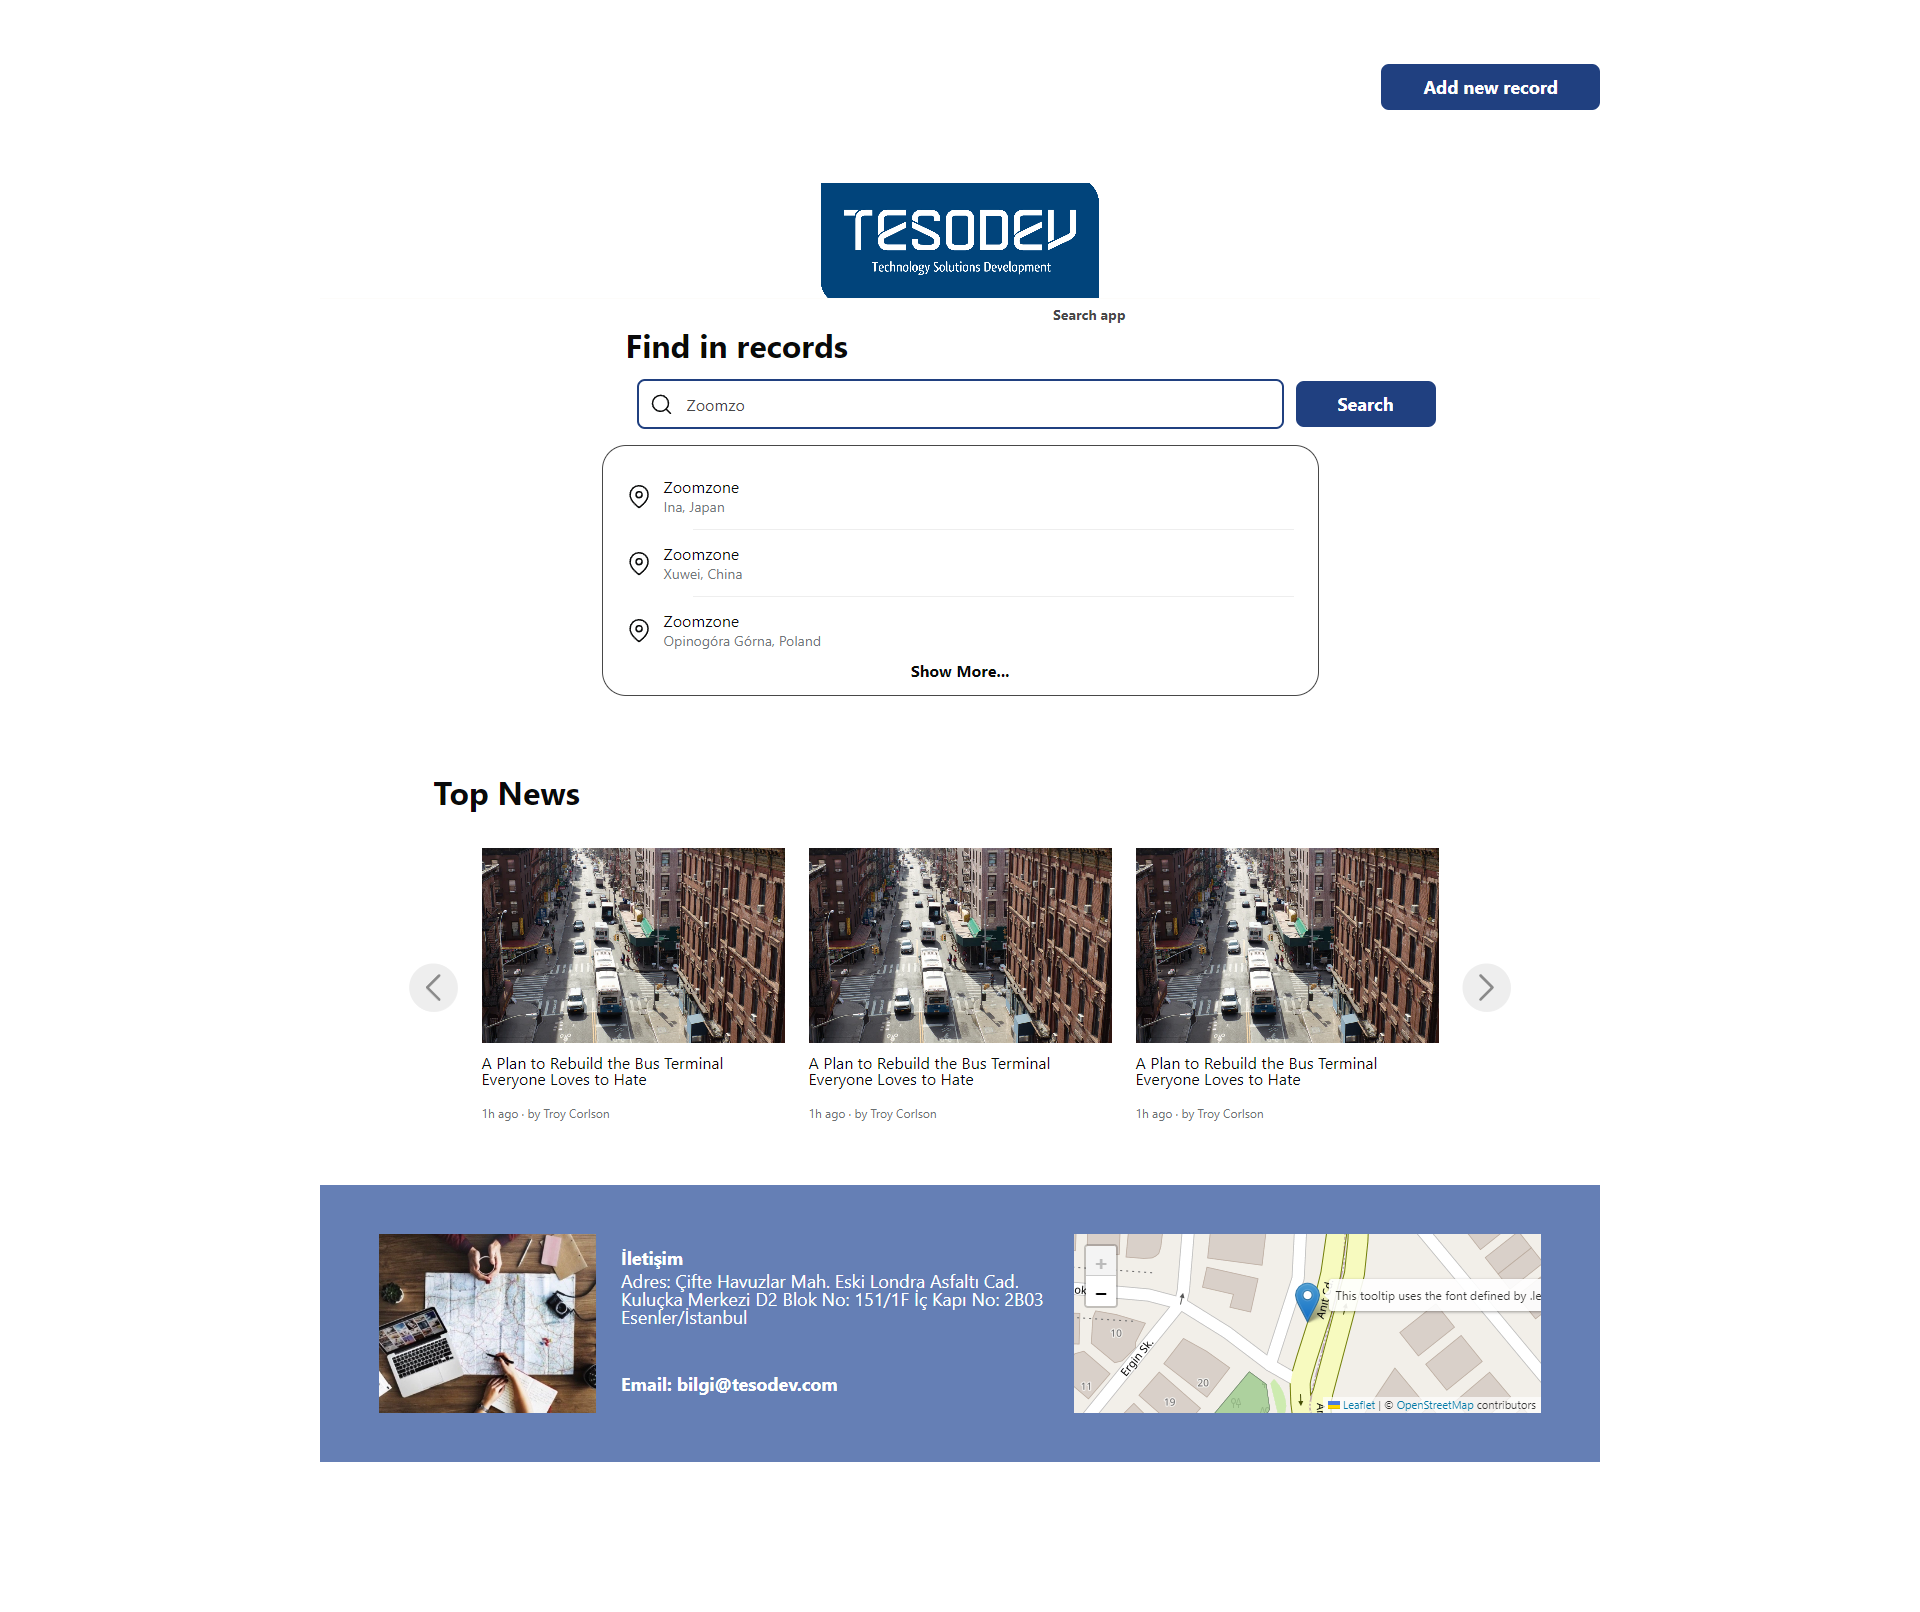 Add new record
TESODEV
Technology Solutions Development
Search app
Find in records
Zoomzo
Search
Zoomzone
Ina, Japan
Zoomzone
Xuwei, China
Zoomzone
Opinogóra Górna, Poland
Show More...
Top News
A Plan to Rebuild the Bus Terminal
Everyone Loves to Hate
1h ago · by Troy Corlson
A Plan to Rebuild the Bus Terminal
Everyone Loves to Hate
1h ago · by Troy Corlson
A Plan to Rebuild the Bus Terminal
Everyone Loves to Hate
1h ago · by Troy Corlson
İletişim
Adres: Çifte Havuzlar Mah. Eski Londra Asfaltı Cad.
Kuluçka Merkezi D2 Blok No: 151/1F İç Kapı No: 2B03
Esenler/İstanbul
Email: bilgi@tesodev.com
+
−
ok
10
Ergin Sk.
11
20
19
Anıt
This tooltip uses the font defined by .le
Leaflet | © OpenStreetMap contributors